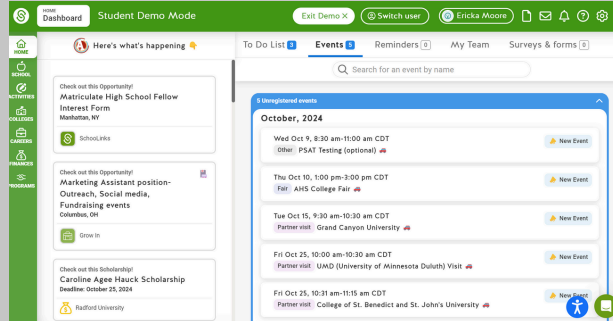 HOME
Dashboard
Student Demo Mode
Exit Demo ×
Switch user
Ericka Moore
HOME
SCHOOL
ACTIVITIES
COLLEGES
CAREERS
FINANCES
PROGRAMS
Here's what's happening
Check out this Opportunity!
Matriculate High School Fellow
Interest Form
Manhattan, NY
SchooLinks
Check out this Opportunity!
Marketing Assistant position-
Outreach, Social media,
Fundraising events
Columbus, OH
Grow In
Check out this Scholarship!
Caroline Agee Hauck Scholarship
Deadline: October 25, 2024
Radford University
To Do List 3
Events 5
Reminders 0
My Team
Surveys & forms 0
Search for an event by name
5 Unregistered events
October, 2024
Wed Oct 9, 8:30 am-11:00 am CDT
Other PSAT Testing (optional)
New Event
Thu Oct 10, 1:00 pm-3:00 pm CDT
Fair AHS College Fair
New Event
Tue Oct 15, 9:30 am-10:30 am CDT
Partner visit Grand Canyon University
New Event
Fri Oct 25, 10:00 am-10:30 am CDT
Partner visit UMD (University of Minnesota Duluth) Visit
New Event
Fri Oct 25, 10:31 am-11:15 am CDT
Partner visit College of St. Benedict and St. John's University
New Event